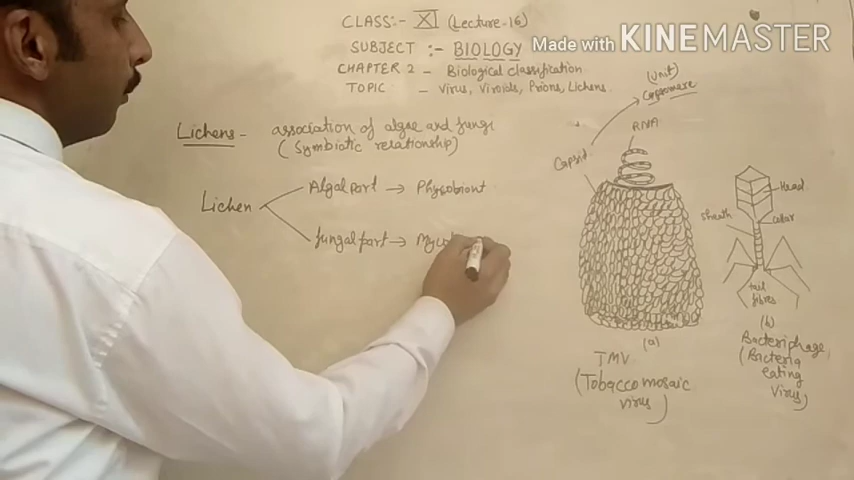 CLASS:- XI (Lecture-16)
SUBJECT :- BIOLOGY
Made with KINEMASTER
CHAPTER 2 - Biological classification
TOPIC - Virus, Viroids, Prions, Lichens.
(Unit)
Capsomere
RNA
Lichens - association of algae and fungi
(Symbiotic relationship)
Capsid
Lichen
Algal part → Phycobiont
fungal part → Myco
Head
sheath
collar
tail
fibres
(a)
(b)
TMV
(Tobacco mosaic
virus)
Bacteriphage
(Bacteria
eating
Virus)